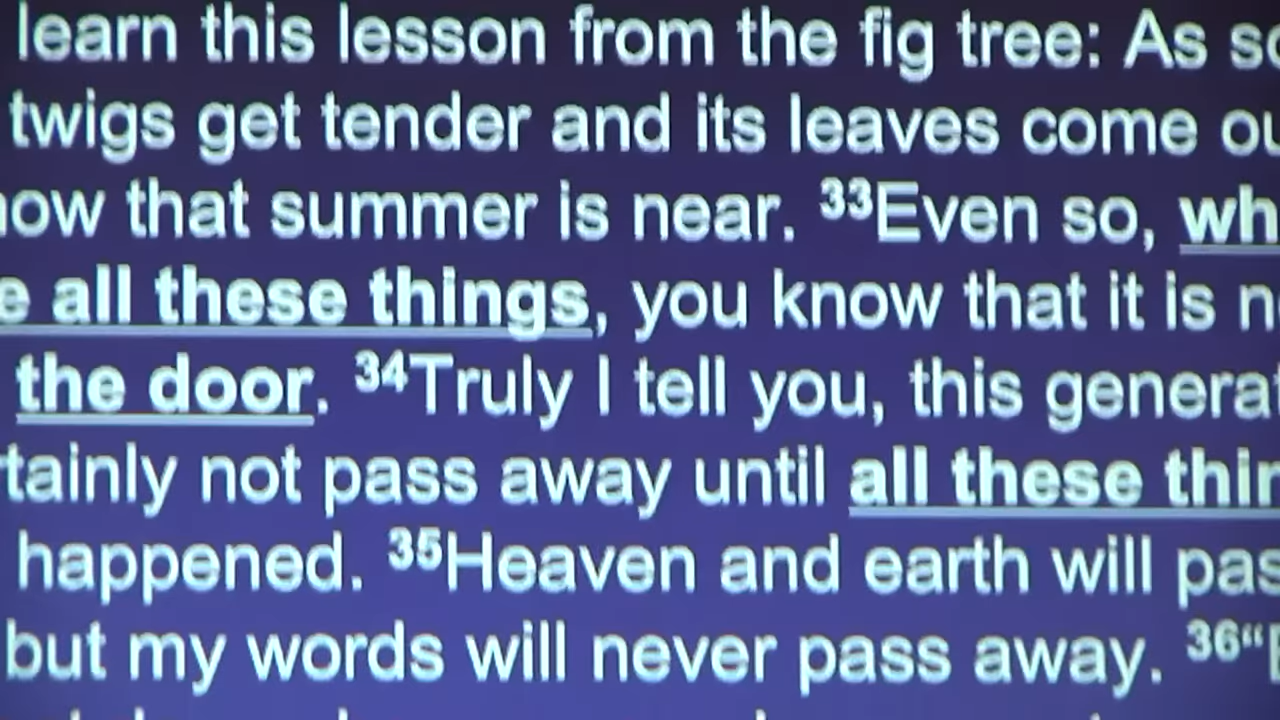 learn this lesson from the fig tree: As so
twigs get tender and its leaves come ou
now that summer is near. ³³Even so, wh
e all these things, you know that it is n
the door. ³⁴Truly I tell you, this generat
tainly not pass away until all these thin
happened. ³⁵Heaven and earth will pas
but my words will never pass away. ³⁶“